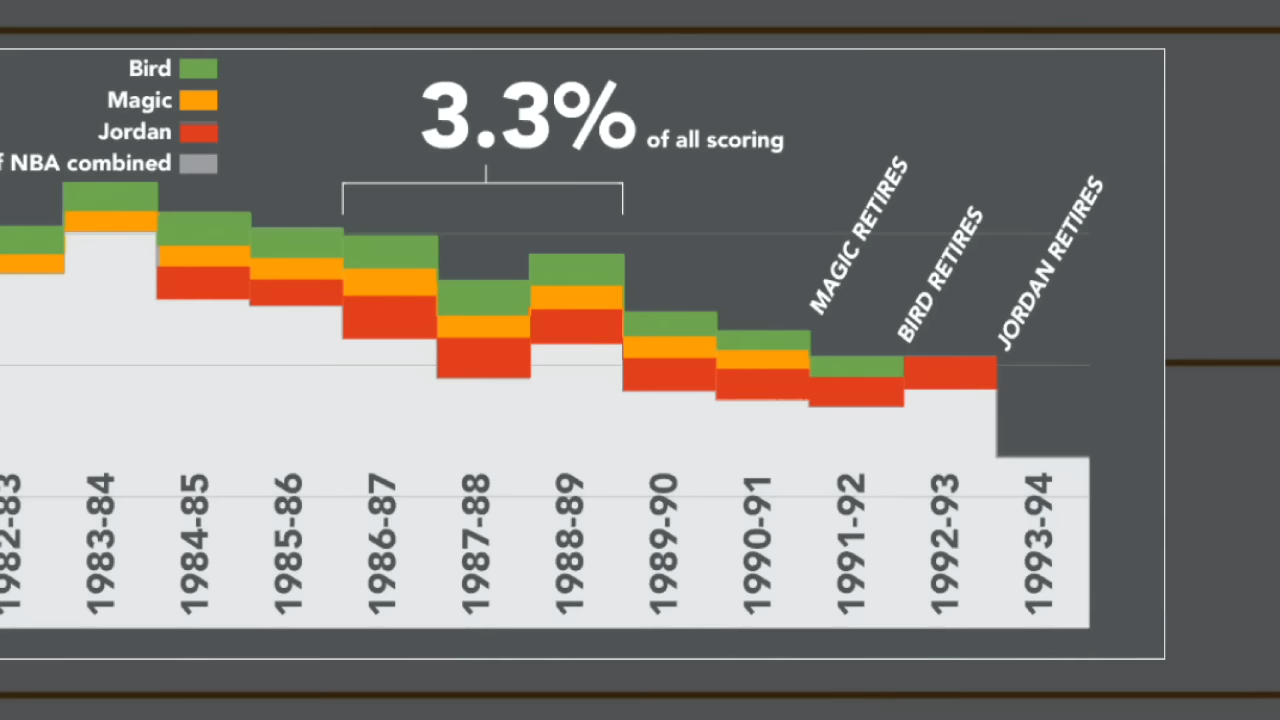 Bird
Magic
Jordan
NBA combined
3.3% of all scoring
MAGIC RETIRES
BIRD RETIRES
JORDAN RETIRES
1983-84
1984-85
1985-86
1986-87
1987-88
1988-89
1989-90
1990-91
1991-92
1992-93
1993-94